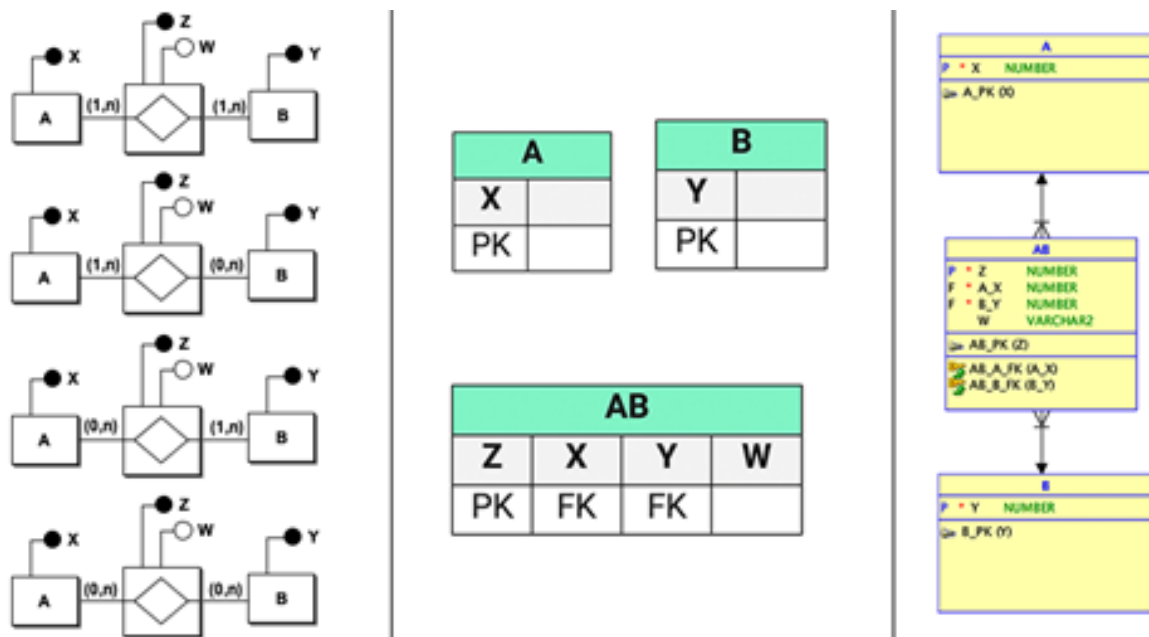 Z
X
W
Y
A
(1,n)
(1,n)
B
Z
X
W
Y
A
(1,n)
(0,n)
B
Z
X
W
Y
A
(0,n)
(1,n)
B
Z
X
W
Y
A
(0,n)
(0,n)
B
A
X
PK
B
Y
PK
AB
Z X Y W
PK FK FK
A
P * X NUMBER
A_PK (X)
AB
P * Z NUMBER
F * A_X NUMBER
F * B_Y NUMBER
W VARCHAR2
AB_PK (Z)
AB_A_FK (A_X)
AB_B_FK (B_Y)
B
P * Y NUMBER
B_PK (Y)